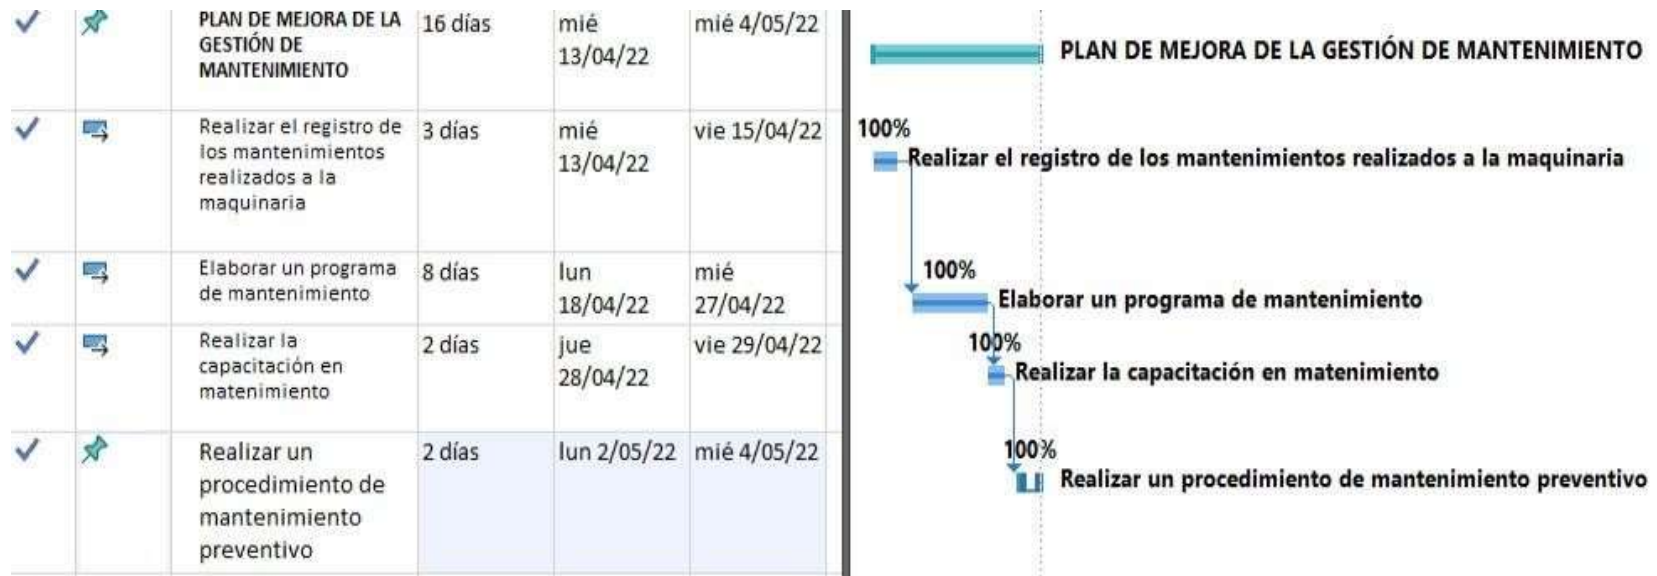 PLAN DE MEJORA DE LA
GESTIÓN DE
MANTENIMIENTO
16 días
mié
13/04/22
mié 4/05/22
PLAN DE MEJORA DE LA GESTIÓN DE MANTENIMIENTO
Realizar el registro de
los mantenimientos
realizados a la
maquinaria
3 días
mié
13/04/22
vie 15/04/22
100%
Realizar el registro de los mantenimientos realizados a la maquinaria
Elaborar un programa
de mantenimiento
8 días
lun
18/04/22
mié
27/04/22
100%
Elaborar un programa de mantenimiento
Realizar la
capacitación en
matenimiento
2 días
jue
28/04/22
vie 29/04/22
100%
Realizar la capacitación en matenimiento
Realizar un
procedimiento de
mantenimiento
preventivo
2 días
lun 2/05/22
mié 4/05/22
100%
Realizar un procedimiento de mantenimiento preventivo